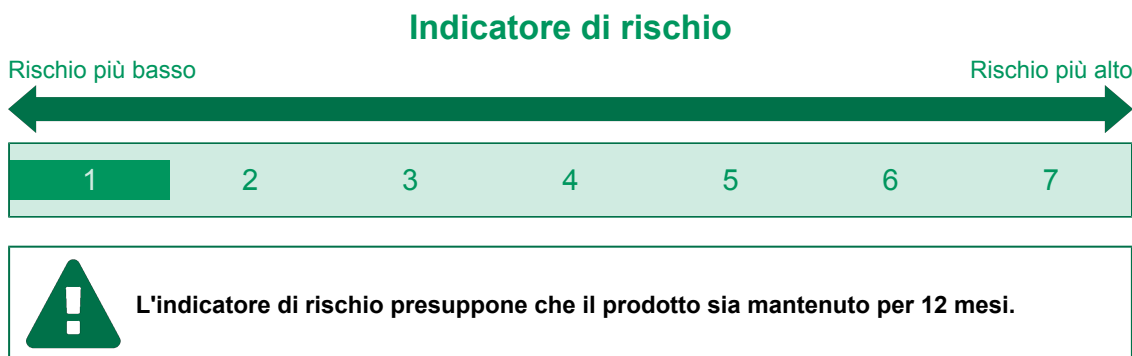 Indicatore di rischio
Rischio più basso Rischio più alto
1 2 3 4 5 6 7
L'indicatore di rischio presuppone che il prodotto sia mantenuto per 12 mesi.